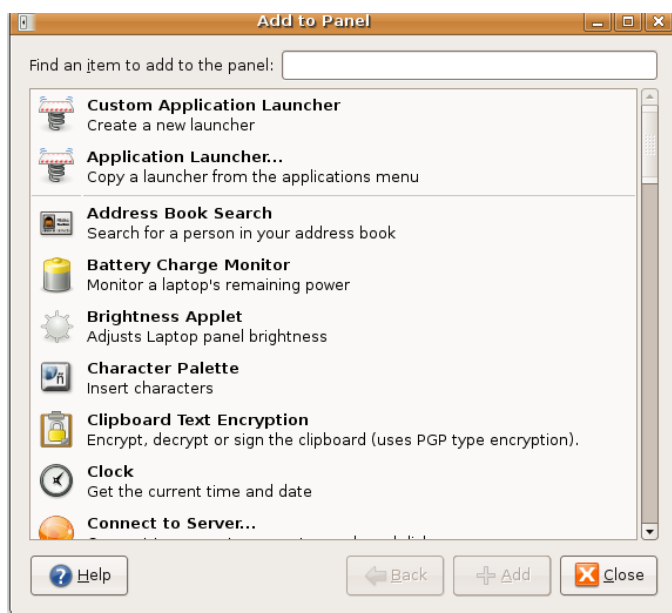 Add to Panel
Find an item to add to the panel:
Custom Application Launcher
Create a new launcher
Application Launcher...
Copy a launcher from the applications menu
Address Book Search
Search for a person in your address book
Battery Charge Monitor
Monitor a laptop's remaining power
Brightness Applet
Adjusts Laptop panel brightness
Character Palette
Insert characters
Clipboard Text Encryption
Encrypt, decrypt or sign the clipboard (uses PGP type encryption).
Clock
Get the current time and date
Connect to Server...
Help
Back
Add
Close